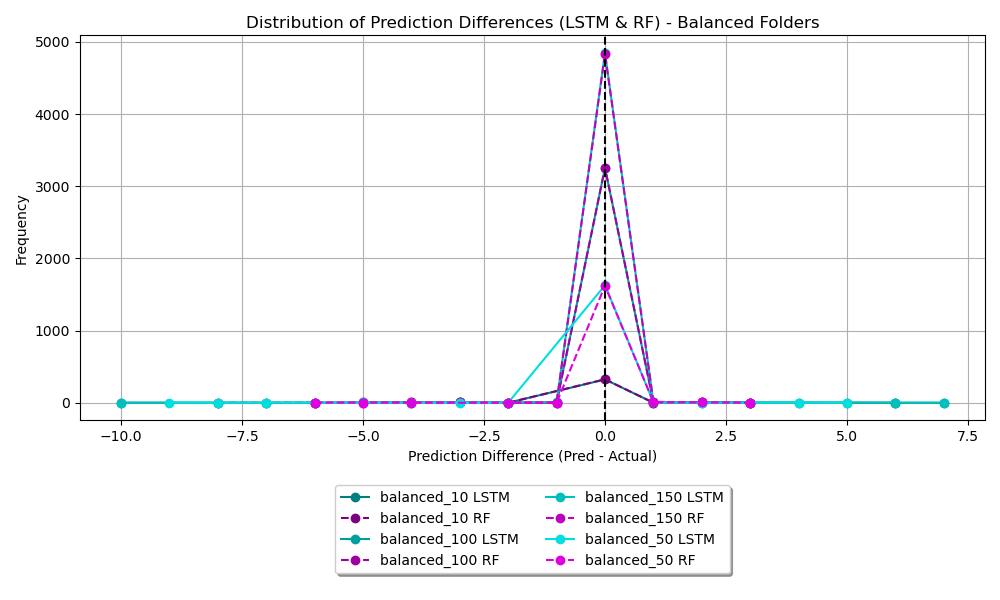 Distribution of Prediction Differences (LSTM & RF) - Balanced Folders
Frequency
5000
4000
3000
2000
1000
0
−10.0 −7.5 −5.0 −2.5 0.0 2.5 5.0 7.5
Prediction Difference (Pred - Actual)
balanced_10 LSTM
balanced_10 RF
balanced_100 LSTM
balanced_100 RF
balanced_150 LSTM
balanced_150 RF
balanced_50 LSTM
balanced_50 RF